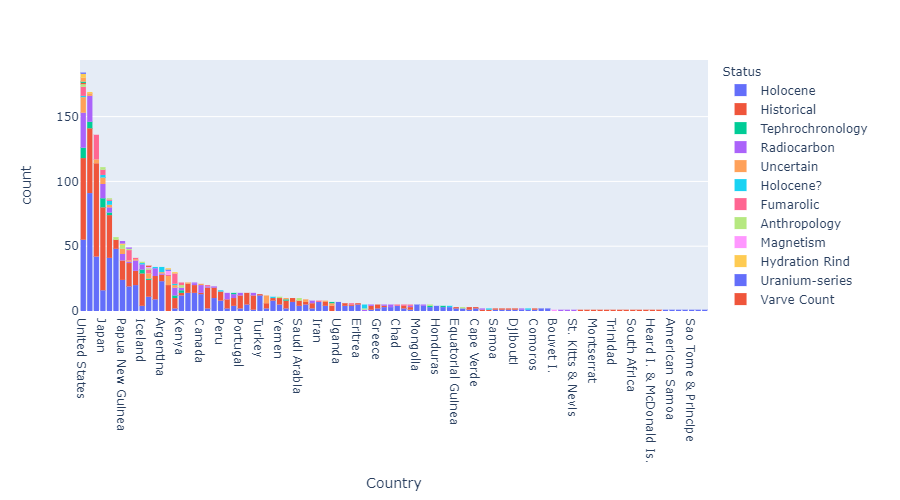 Status
Holocene
Historical
Tephrochronology
Radiocarbon
Uncertain
Holocene?
Fumarolic
Anthropology
Magnetism
Hydration Rind
Uranium-series
Varve Count
count
150
100
50
0
United States
Japan
Papua New Guinea
Iceland
Argentina
Kenya
Canada
Peru
Portugal
Turkey
Yemen
Saudi Arabia
Iran
Uganda
Eritrea
Greece
Chad
Mongolia
Honduras
Equatorial Guinea
Cape Verde
Samoa
Djibouti
Comoros
Bouvet I.
St. Kitts & Nevis
Montserrat
Trinidad
South Africa
Heard I. & McDonald Is.
American Samoa
Sao Tome & Principe
Country